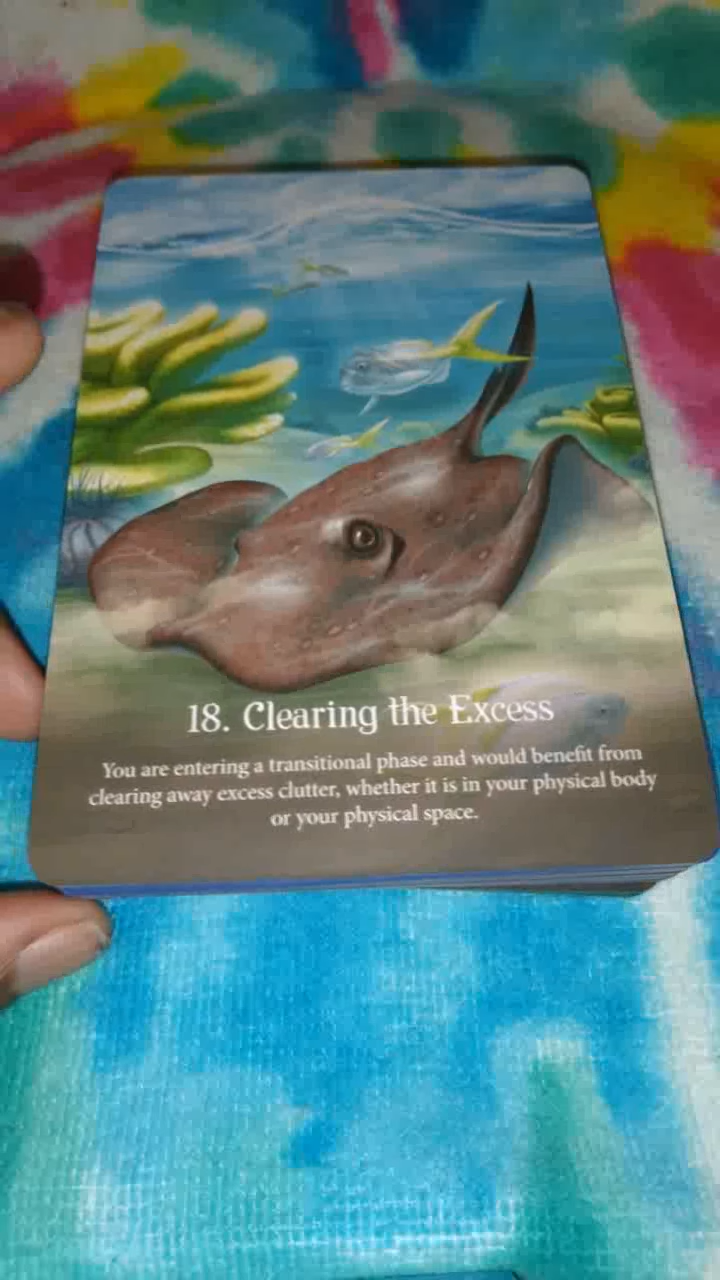 18. Clearing the Excess
You are entering a transitional phase and would benefit from
clearing away excess clutter, whether it is in your physical body
or your physical space.